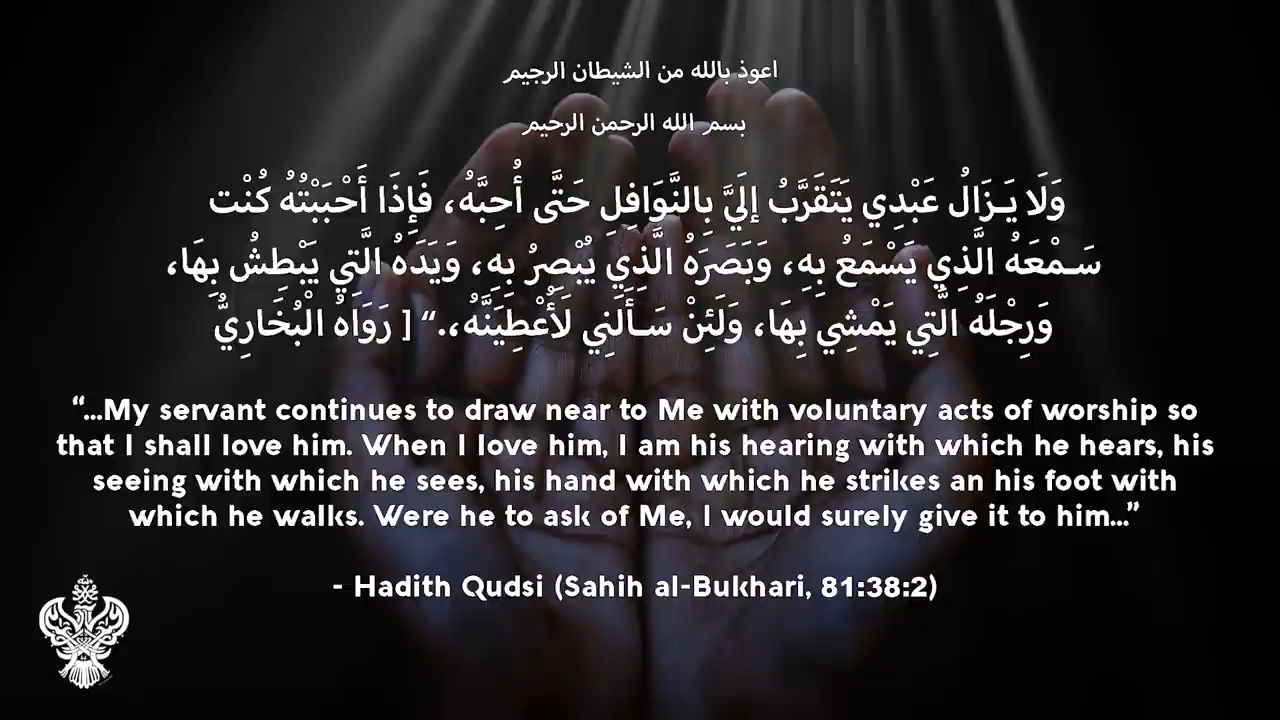 اعوذ بالله من الشيطان الرجيم
بسم الله الرحمن الرحيم
وَلَا يَـزَالُ عَبْدِي يَتَقَرَّبُ إلَيَّ بِالنَّوَافِلِ حَتَّى أُحِبَّهُ، فَإِذَا أَحْبَبْتُهُ كُنْت
سَـمْعَهُ الَّذِي يَسْمَعُ بِهِ، وَبَصَرَهُ الَّذِي يُبْصِرُ بِهِ، وَيَدَهُ الَّتِي يَبْطِشُ بِهَا،
وَرِجْلَهُ الَّتِي يَمْشِي بِهَا، وَلَئِنْ سَـأَلَنِي لَأُعْطِيَنَّهُ،.“ [ رَوَاهُ الْبُخَارِيُّ
“...My servant continues to draw near to Me with voluntary acts of worship so
that I shall love him. When I love him, I am his hearing with which he hears, his
seeing with which he sees, his hand with which he strikes an his foot with
which he walks. Were he to ask of Me, I would surely give it to him...”
- Hadith Qudsi (Sahih al-Bukhari, 81:38:2)